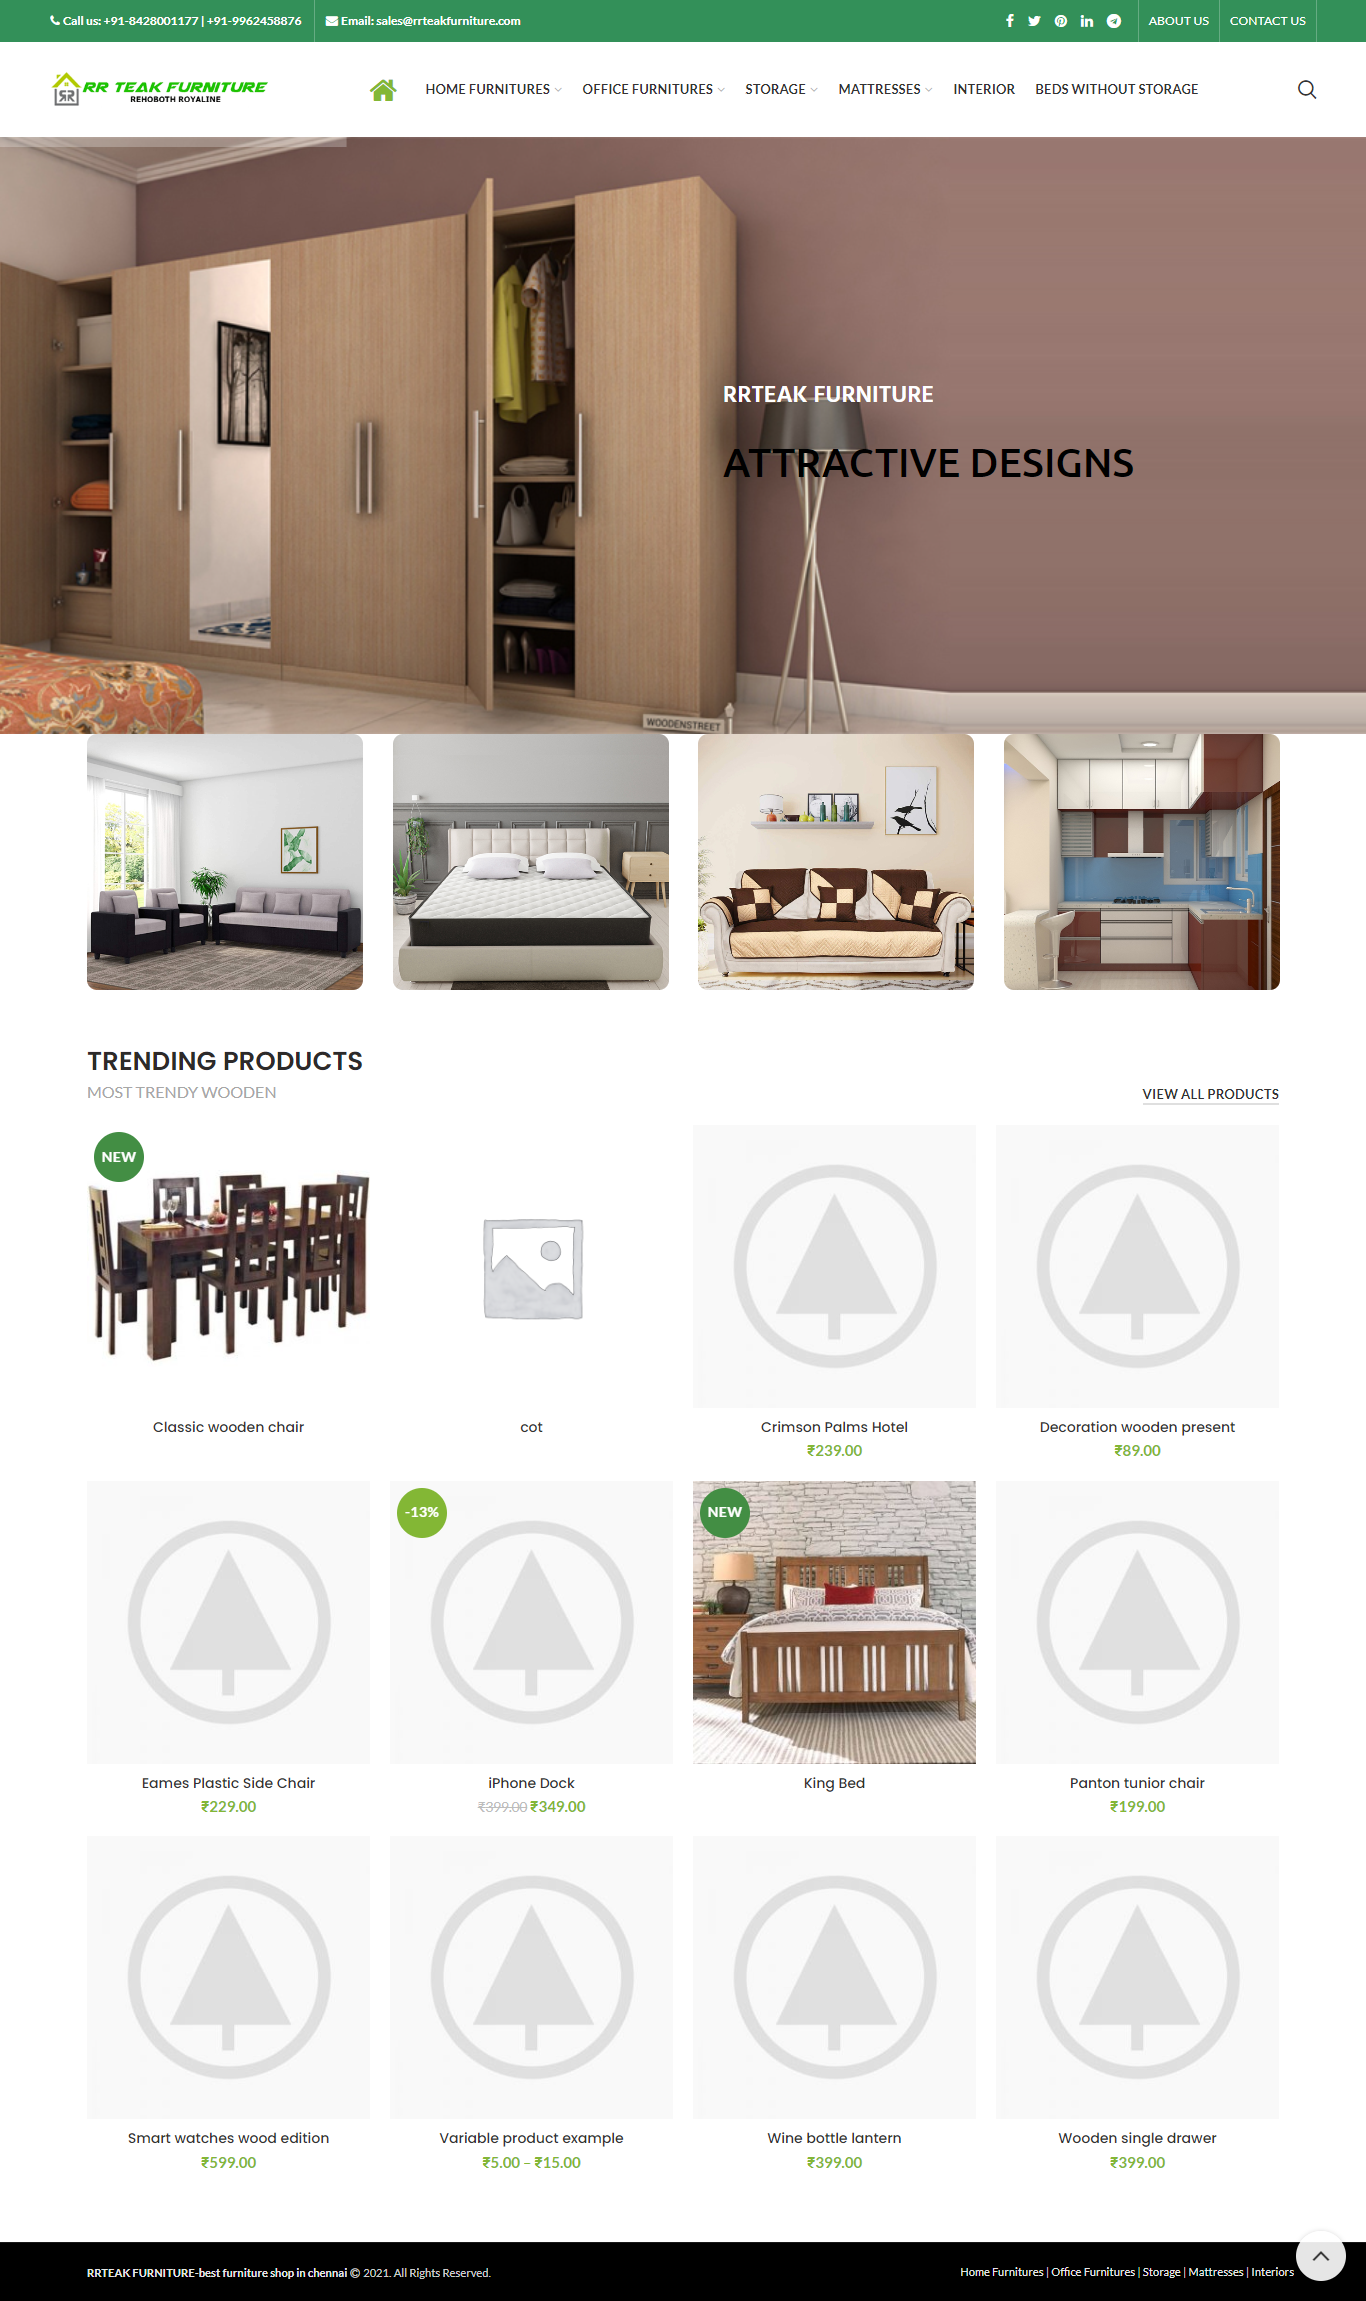 Call us: +91-8428001177 | +91-9962458876
Email: sales@rrteakfurniture.com
ABOUT US
CONTACT US
RR TEAK FURNITURE
REHOBOTH ROYALINE
RR
HOME FURNITURES
OFFICE FURNITURES
STORAGE
MATTRESSES
INTERIOR
BEDS WITHOUT STORAGE
RRTEAK FURNITURE
ATTRACTIVE DESIGNS
WOODENSTREET
TRENDING PRODUCTS
MOST TRENDY WOODEN
VIEW ALL PRODUCTS
NEW
Classic wooden chair
cot
Crimson Palms Hotel
₹239.00
Decoration wooden present
₹89.00
Eames Plastic Side Chair
₹229.00
-13%
iPhone Dock
₹399.00 ₹349.00
NEW
King Bed
Panton tunior chair
₹199.00
Smart watches wood edition
₹599.00
Variable product example
₹5.00 – ₹15.00
Wine bottle lantern
₹399.00
Wooden single drawer
₹399.00
RRTEAK FURNITURE-best furniture shop in chennai © 2021. All Rights Reserved.
Home Furnitures | Office Furnitures | Storage | Mattresses | Interiors